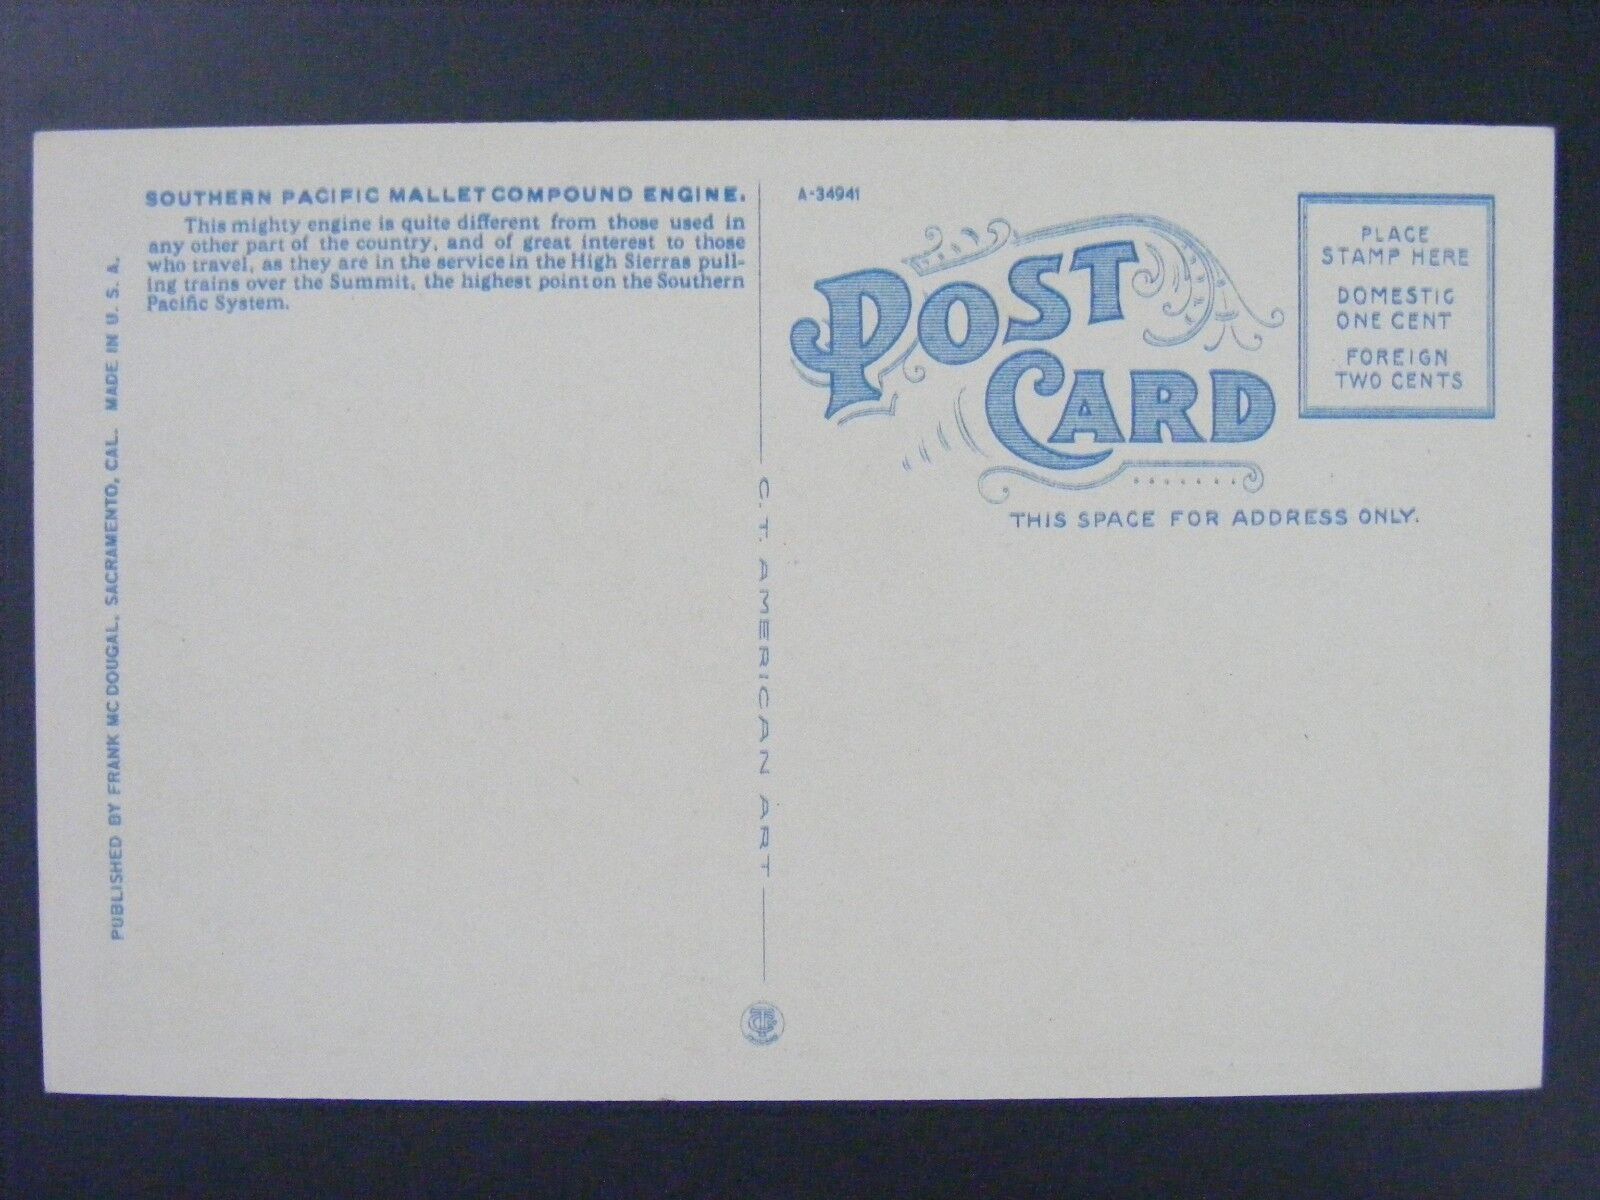 SOUTHERN PACIFIC MALLET COMPOUND ENGINE.
This mighty engine is quite different from those used in
any other part of the country, and of great interest to those
who travel, as they are in the service in the High Sierras pull-
ing trains over the Summit, the highest point on the Southern
Pacific System.
PUBLISHED BY FRANK MC DOUGAL, SACRAMENTO, CAL. MADE IN U. S. A.
C. T. AMERICAN ART
A-34941
POST
CARD
PLACE
STAMP HERE
DOMESTIC
ONE CENT
FOREIGN
TWO CENTS
THIS SPACE FOR ADDRESS ONLY.